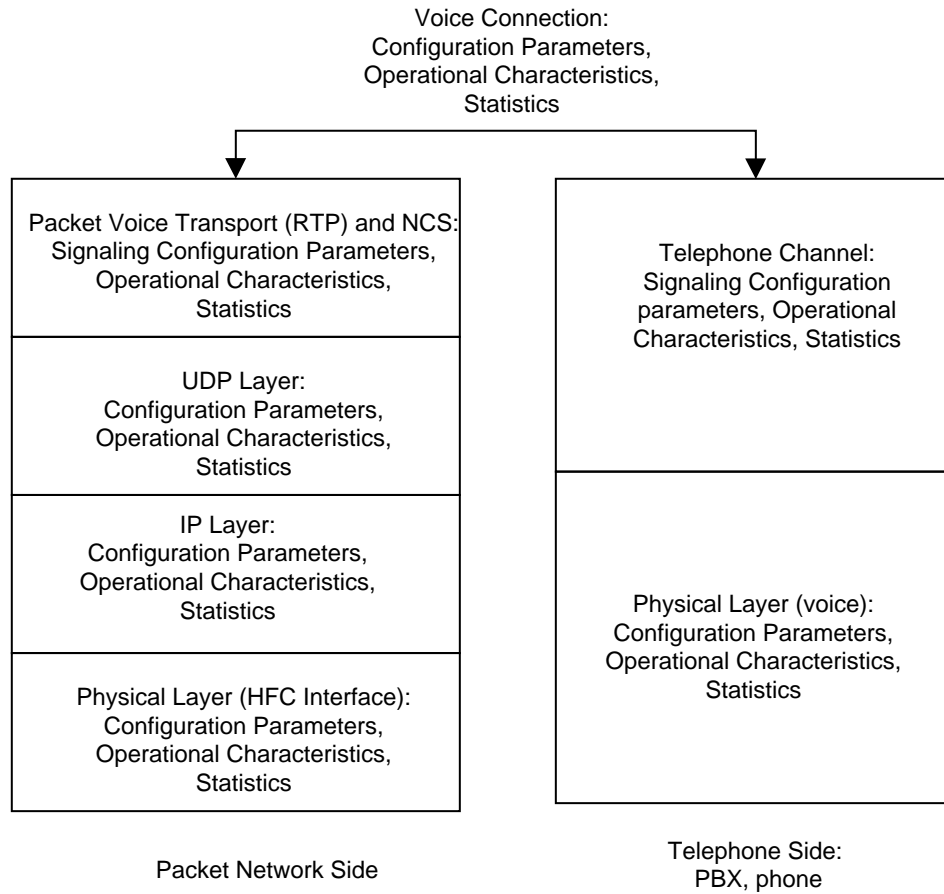 Voice Connection:
Configuration Parameters,
Operational Characteristics,
Statistics
Packet Voice Transport (RTP) and NCS:
Signaling Configuration Parameters,
Operational Characteristics,
Statistics
UDP Layer:
Configuration Parameters,
Operational Characteristics,
Statistics
IP Layer:
Configuration Parameters,
Operational Characteristics,
Statistics
Physical Layer (HFC Interface):
Configuration Parameters,
Operational Characteristics,
Statistics
Packet Network Side
Telephone Channel:
Signaling Configuration
parameters, Operational
Characteristics, Statistics
Physical Layer (voice):
Configuration Parameters,
Operational Characteristics,
Statistics
Telephone Side:
PBX, phone